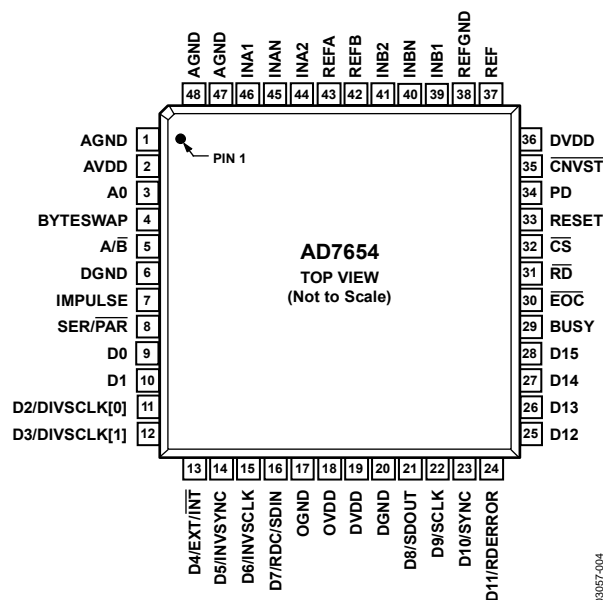 AGND
AGND
INA1
INAN
INA2
REFA
REFB
INB2
INBN
INB1
REFGND
REF
48 47 46 45 44 43 42 41 40 39 38 37
AGND 1
AVDD 2
A0 3
BYTESWAP 4
A/B̅ 5
DGND 6
IMPULSE 7
SER/P̅A̅R̅ 8
D0 9
D1 10
D2/DIVSCLK[0] 11
D3/DIVSCLK[1] 12
PIN 1
AD7654
TOP VIEW
(Not to Scale)
36 DVDD
35 C̅N̅V̅S̅T̅
34 PD
33 RESET
32 C̅S̅
31 R̅D̅
30 E̅O̅C̅
29 BUSY
28 D15
27 D14
26 D13
25 D12
13 14 15 16 17 18 19 20 21 22 23 24
D4/EXT/I̅N̅T̅
D5/INVSYNC
D6/INVSCLK
D7/RDC/SDIN
OGND
OVDD
DVDD
DGND
D8/SDOUT
D9/SCLK
D10/SYNC
D11/RDERROR
03057-004